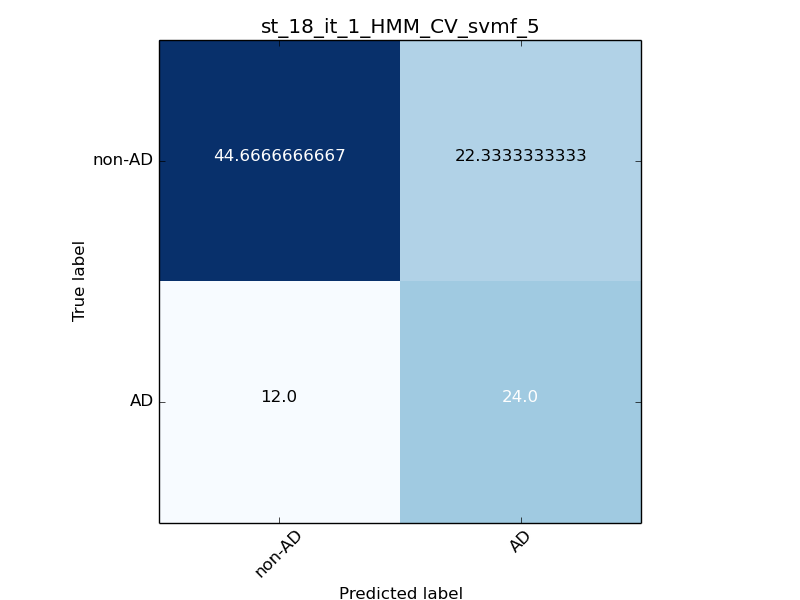 st_18_it_1_HMM_CV_svmf_5
True label
non-AD
44.6666666667
22.3333333333
AD
12.0
24.0
non-AD
AD
Predicted label